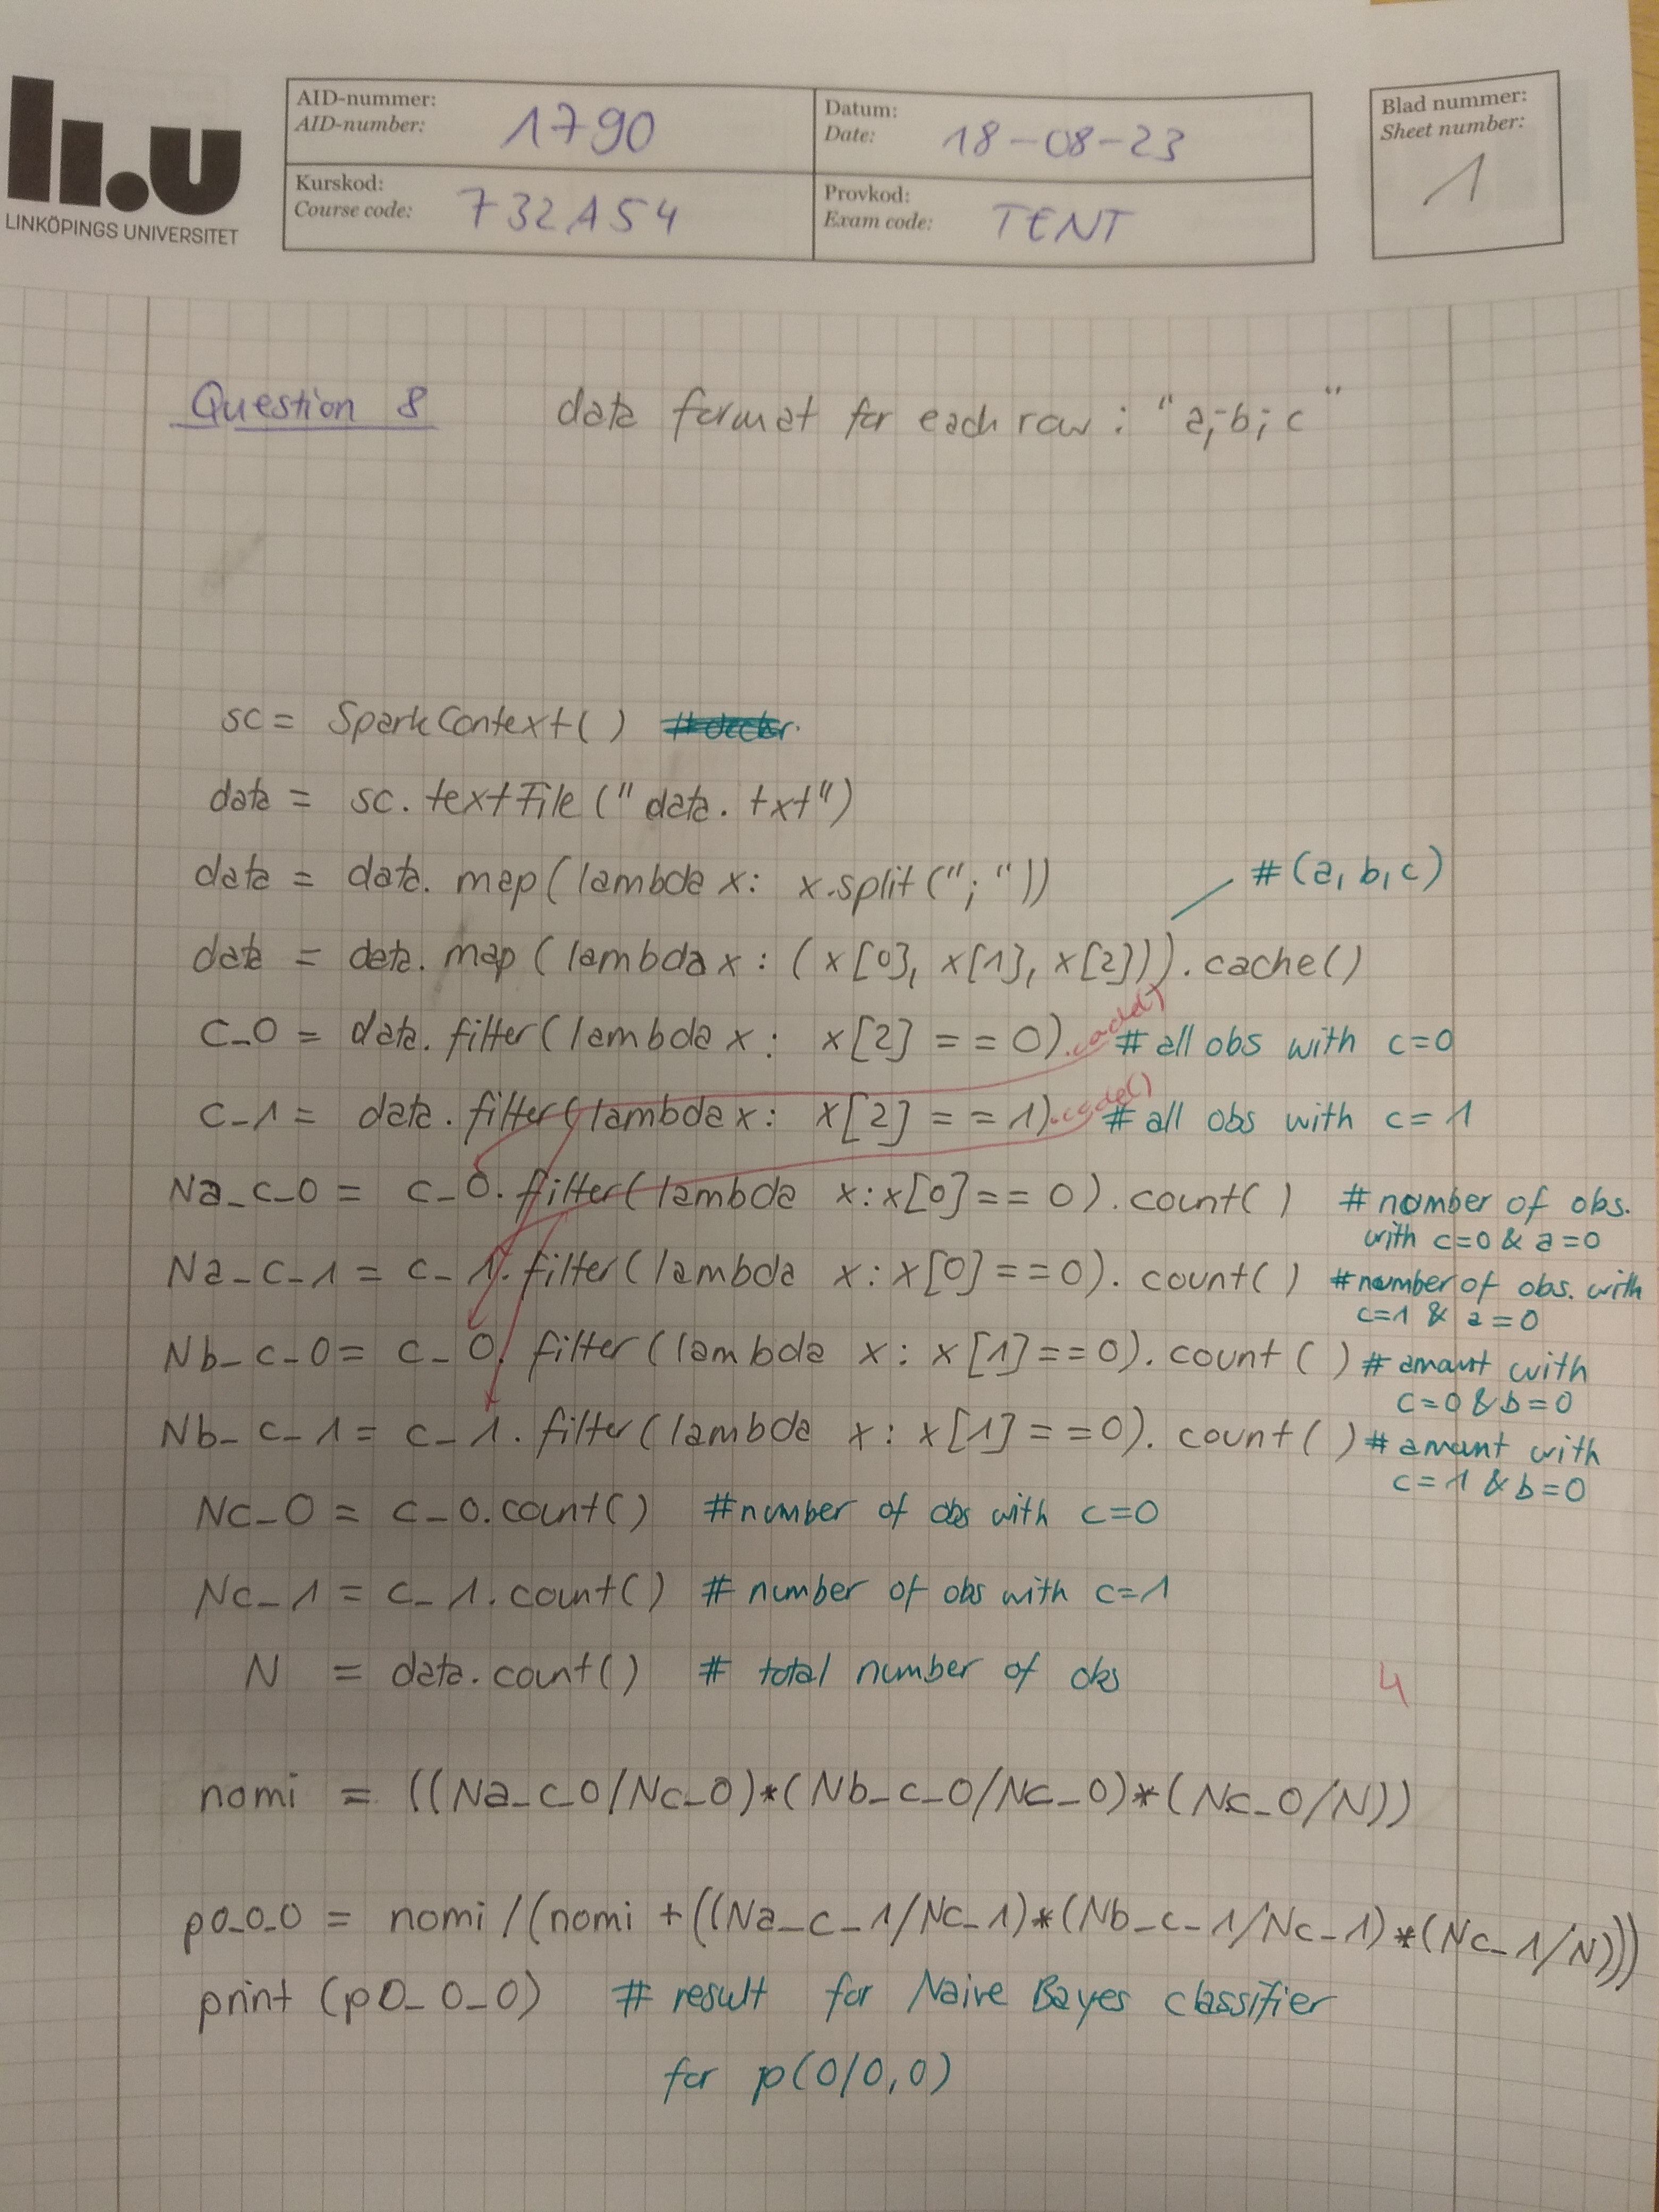 li.u
LINKÖPINGS UNIVERSITET
AID-nummer:
AID-number: 1790
Datum:
Date: 18-08-23
Blad nummer:
Sheet number:
1
Kurskod:
Course code: 732A54
Provkod:
Exam code: TENT
Question 8 data format for each row: "a;b;c"
sc = SparkContext()
data = sc.textFile("data.txt")
data = data.map(lambda x: x.split(";")) #(a,b,c)
data = data.map(lambda x: (x[0], x[1], x[2])).cache()
c_0 = data.filter(lambda x: x[2] == 0).cache() # all obs with c=0
c_1 = data.filter(lambda x: x[2] == 1).cache() # all obs with c=1
Na_c_0 = c_0.filter(lambda x:x[0]==0).count() # number of obs.
with c=0 & a=0
Na_c_1 = c_1.filter(lambda x:x[0]==0).count() #number of obs. with
c=1 & a=0
Nb_c_0 = c_0.filter(lambda x:x[1]==0).count() # amount with
c=0 & b=0
Nb_c_1 = c_1.filter(lambda x:x[1]==0).count() # amount with
c=1 & b=0
Nc_0 = c_0.count() #number of obs with c=0
Nc_1 = c_1.count() # number of obs with c=1
N = data.count() # total number of obs
4
nomi = ((Na_c_0/Nc_0)*(Nb_c_0/Nc_0)*(Nc_0/N))
p0_0_0 = nomi/(nomi+((Na_c_1/Nc_1)*(Nb_c_1/Nc_1)*(Nc_1/N)))
print (p0_0_0) # result for Naive Bayes classifier
for p(0|0,0)